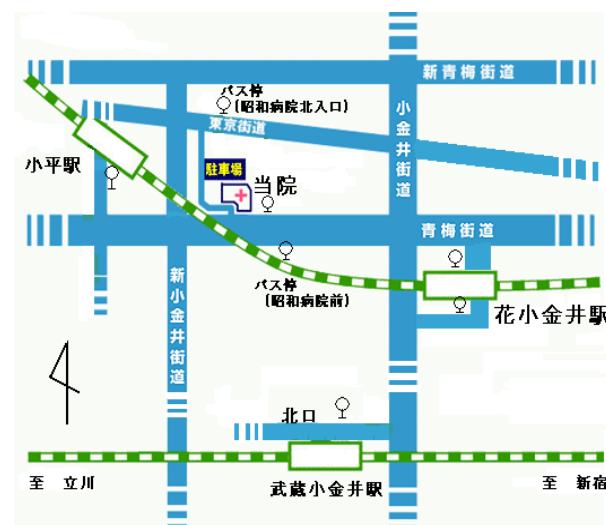 新青梅街道
バス停
(昭和病院北入口)
東京街道
小金井街道
小平駅
駐車場
当院
青梅街道
バス停
(昭和病院前)
新小金井街道
花小金井駅
北口
武蔵小金井駅
至 立川
至 新宿